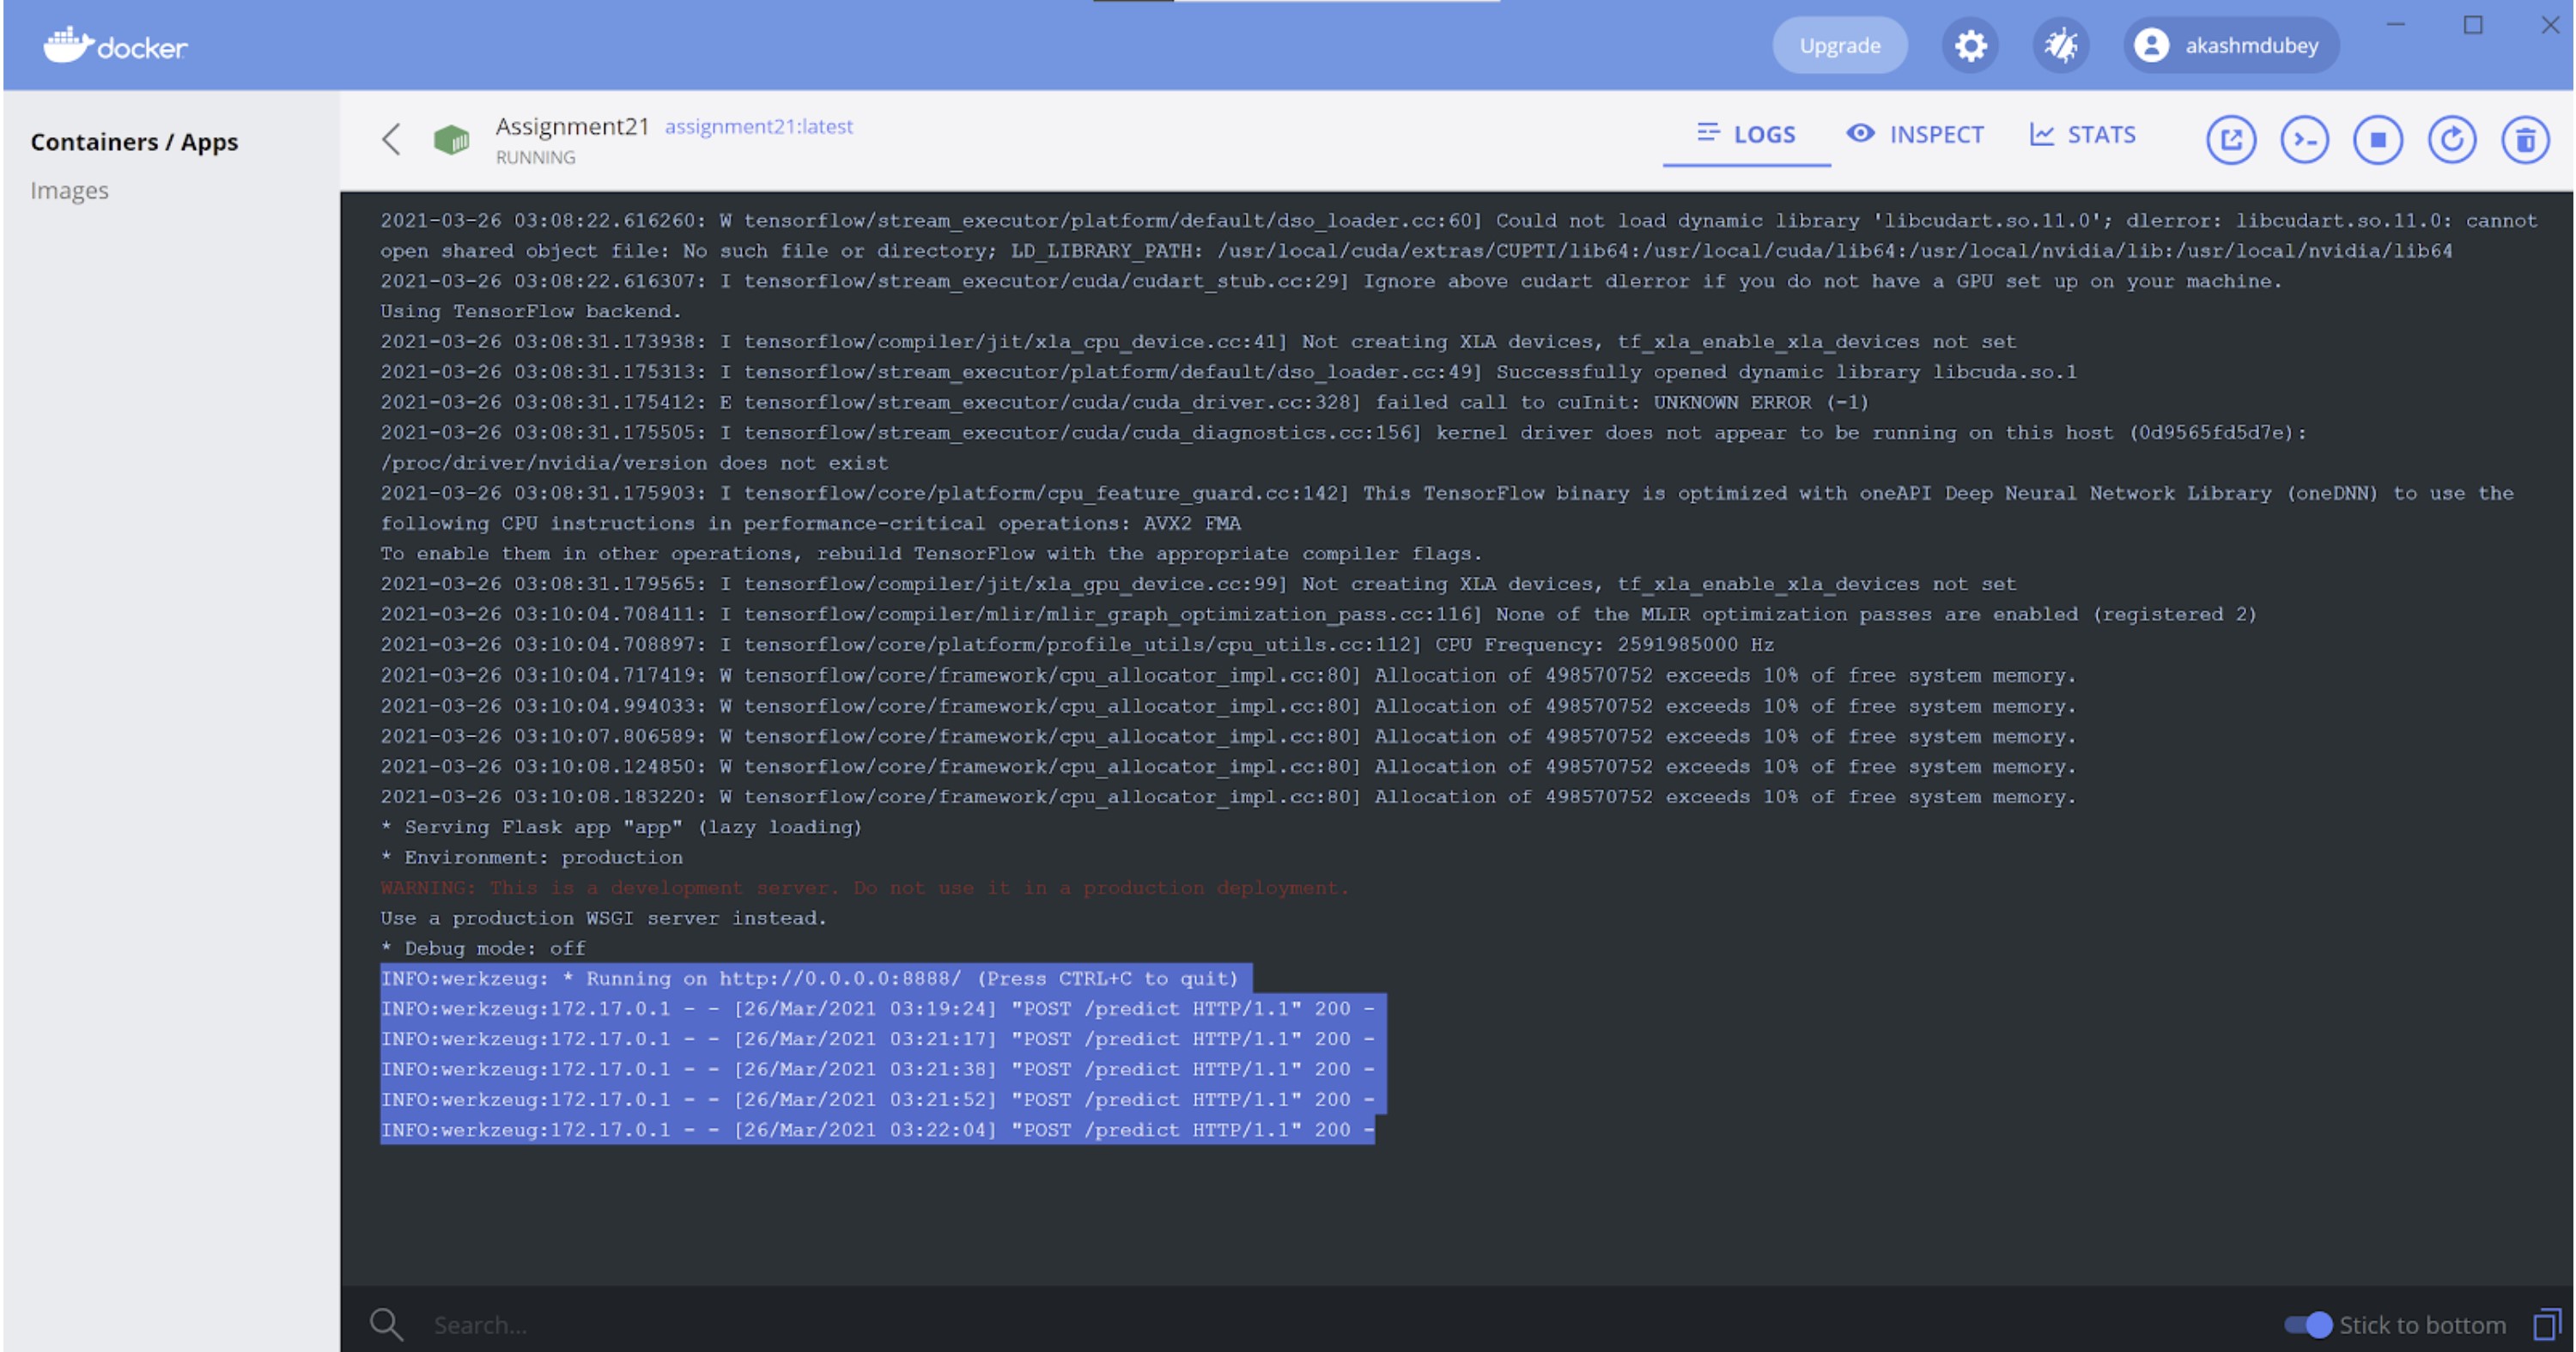 docker
Upgrade
akashmdubey
Containers / Apps
Images
Assignment21 assignment21:latest
RUNNING
LOGS
INSPECT
STATS
2021-03-26 03:08:22.616260: W tensorflow/stream_executor/platform/default/dso_loader.cc:60] Could not load dynamic library 'libcudart.so.11.0'; dlerror: libcudart.so.11.0: cannot
open shared object file: No such file or directory; LD_LIBRARY_PATH: /usr/local/cuda/extras/CUPTI/lib64:/usr/local/cuda/lib64:/usr/local/nvidia/lib:/usr/local/nvidia/lib64
2021-03-26 03:08:22.616307: I tensorflow/stream_executor/cuda/cudart_stub.cc:29] Ignore above cudart dlerror if you do not have a GPU set up on your machine.
Using TensorFlow backend.
2021-03-26 03:08:31.173938: I tensorflow/compiler/jit/xla_cpu_device.cc:41] Not creating XLA devices, tf_xla_enable_xla_devices not set
2021-03-26 03:08:31.175313: I tensorflow/stream_executor/platform/default/dso_loader.cc:49] Successfully opened dynamic library libcuda.so.1
2021-03-26 03:08:31.175412: E tensorflow/stream_executor/cuda/cuda_driver.cc:328] failed call to cuInit: UNKNOWN ERROR (-1)
2021-03-26 03:08:31.175505: I tensorflow/stream_executor/cuda/cuda_diagnostics.cc:156] kernel driver does not appear to be running on this host (0d9565fd5d7e):
/proc/driver/nvidia/version does not exist
2021-03-26 03:08:31.175903: I tensorflow/core/platform/cpu_feature_guard.cc:142] This TensorFlow binary is optimized with oneAPI Deep Neural Network Library (oneDNN) to use the
following CPU instructions in performance-critical operations: AVX2 FMA
To enable them in other operations, rebuild TensorFlow with the appropriate compiler flags.
2021-03-26 03:08:31.179565: I tensorflow/compiler/jit/xla_gpu_device.cc:99] Not creating XLA devices, tf_xla_enable_xla_devices not set
2021-03-26 03:10:04.708411: I tensorflow/compiler/mlir/mlir_graph_optimization_pass.cc:116] None of the MLIR optimization passes are enabled (registered 2)
2021-03-26 03:10:04.708897: I tensorflow/core/platform/profile_utils/cpu_utils.cc:112] CPU Frequency: 2591985000 Hz
2021-03-26 03:10:04.717419: W tensorflow/core/framework/cpu_allocator_impl.cc:80] Allocation of 498570752 exceeds 10% of free system memory.
2021-03-26 03:10:04.994033: W tensorflow/core/framework/cpu_allocator_impl.cc:80] Allocation of 498570752 exceeds 10% of free system memory.
2021-03-26 03:10:07.806589: W tensorflow/core/framework/cpu_allocator_impl.cc:80] Allocation of 498570752 exceeds 10% of free system memory.
2021-03-26 03:10:08.124850: W tensorflow/core/framework/cpu_allocator_impl.cc:80] Allocation of 498570752 exceeds 10% of free system memory.
2021-03-26 03:10:08.183220: W tensorflow/core/framework/cpu_allocator_impl.cc:80] Allocation of 498570752 exceeds 10% of free system memory.
* Serving Flask app "app" (lazy loading)
* Environment: production
WARNING: This is a development server. Do not use it in a production deployment.
Use a production WSGI server instead.
* Debug mode: off
INFO:werkzeug: * Running on http://0.0.0.0:8888/ (Press CTRL+C to quit)
INFO:werkzeug:172.17.0.1 - - [26/Mar/2021 03:19:24] "POST /predict HTTP/1.1" 200 -
INFO:werkzeug:172.17.0.1 - - [26/Mar/2021 03:21:17] "POST /predict HTTP/1.1" 200 -
INFO:werkzeug:172.17.0.1 - - [26/Mar/2021 03:21:38] "POST /predict HTTP/1.1" 200 -
INFO:werkzeug:172.17.0.1 - - [26/Mar/2021 03:21:52] "POST /predict HTTP/1.1" 200 -
INFO:werkzeug:172.17.0.1 - - [26/Mar/2021 03:22:04] "POST /predict HTTP/1.1" 200 -
Search...
Stick to bottom